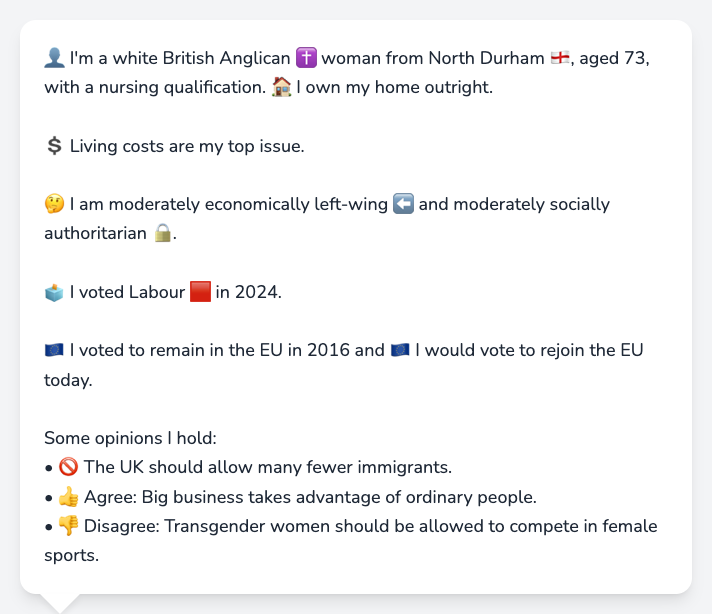 👤 I'm a white British Anglican ✝️ woman from North Durham 🏴󠁧󠁢󠁥󠁮󠁧󠁿, aged 73,
with a nursing qualification. 🏠 I own my home outright.
💲 Living costs are my top issue.
🤔 I am moderately economically left-wing ⬅️ and moderately socially
authoritarian 🔒.
🗳️ I voted Labour 🟥 in 2024.
🇪🇺 I voted to remain in the EU in 2016 and 🇪🇺 I would vote to rejoin the EU
today.
Some opinions I hold:
• 🚫 The UK should allow many fewer immigrants.
• 👍 Agree: Big business takes advantage of ordinary people.
• 👎 Disagree: Transgender women should be allowed to compete in female
sports.